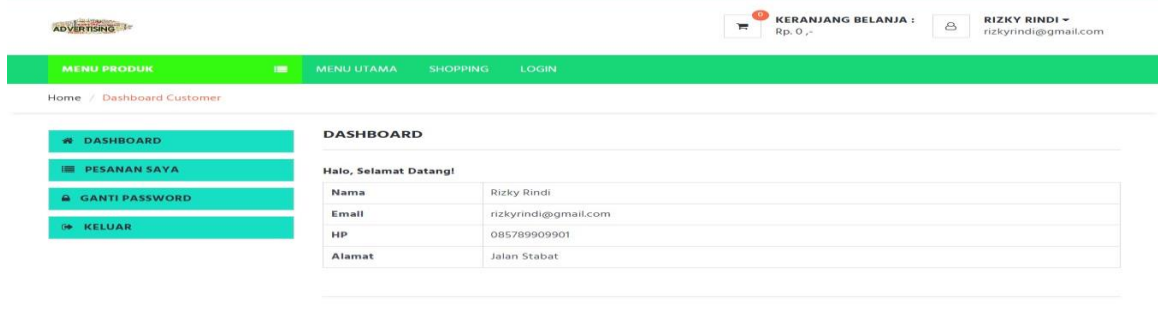 ADVERTISING
0
KERANJANG BELANJA :
Rp. 0 ,-
RIZKY RINDI
rizkyrindi@gmail.com
MENU PRODUK
MENU UTAMA SHOPPING LOGIN
Home / Dashboard Customer
DASHBOARD
PESANAN SAYA
GANTI PASSWORD
KELUAR
DASHBOARD
Halo, Selamat Datang!
Nama Rizky Rindi
Email rizkyrindi@gmail.com
HP 085789909901
Alamat Jalan Stabat